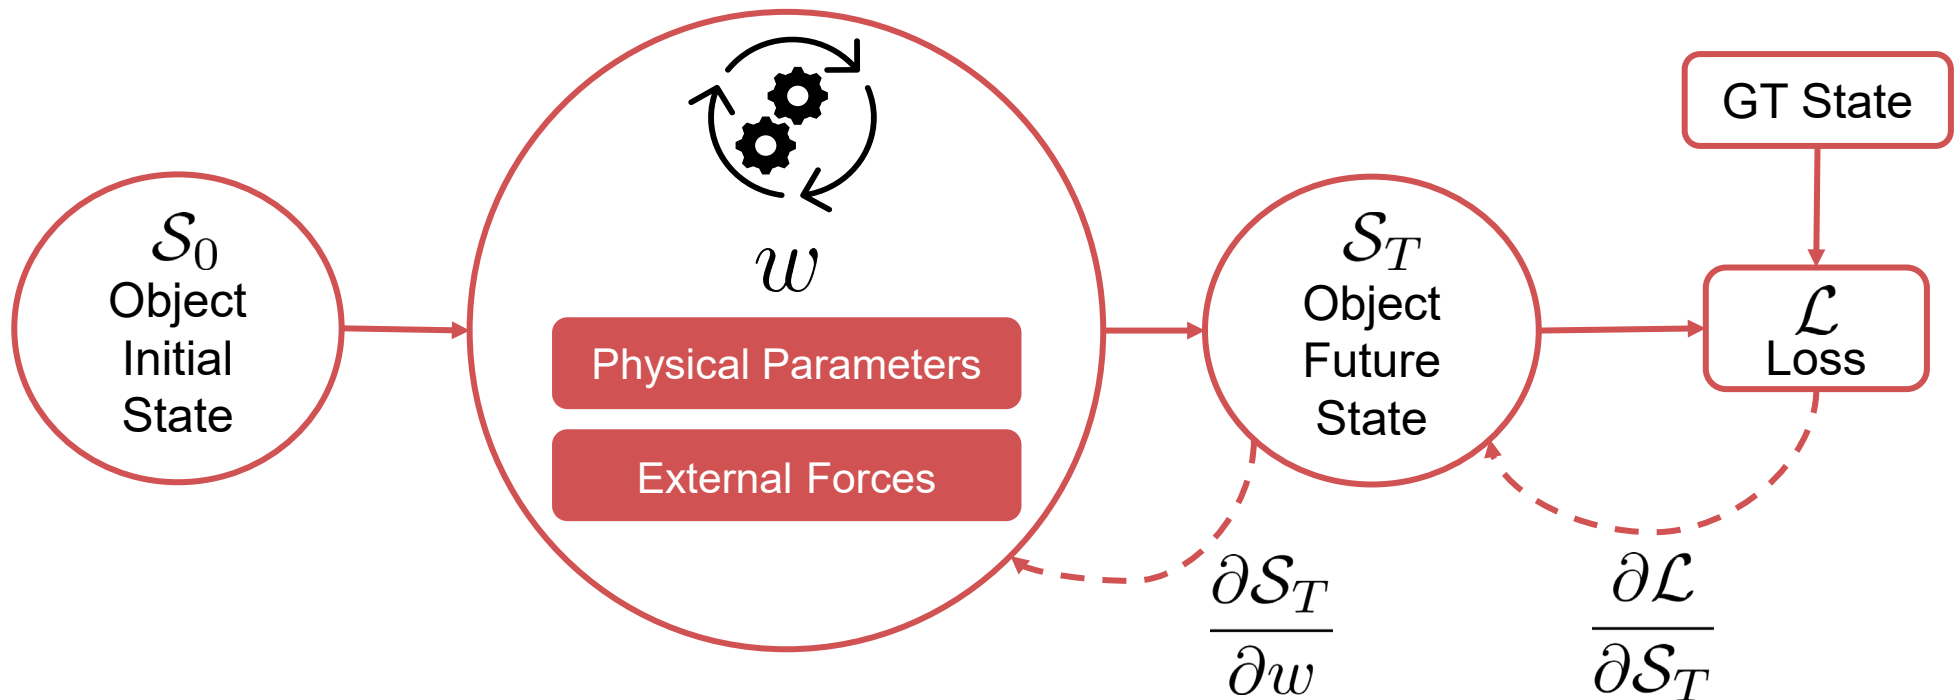 𝒮₀
Object
Initial
State
w
Physical Parameters
External Forces
𝒮_T
Object
Future
State
GT State
ℒ
Loss
∂𝒮_T
∂w
∂ℒ
∂𝒮_T